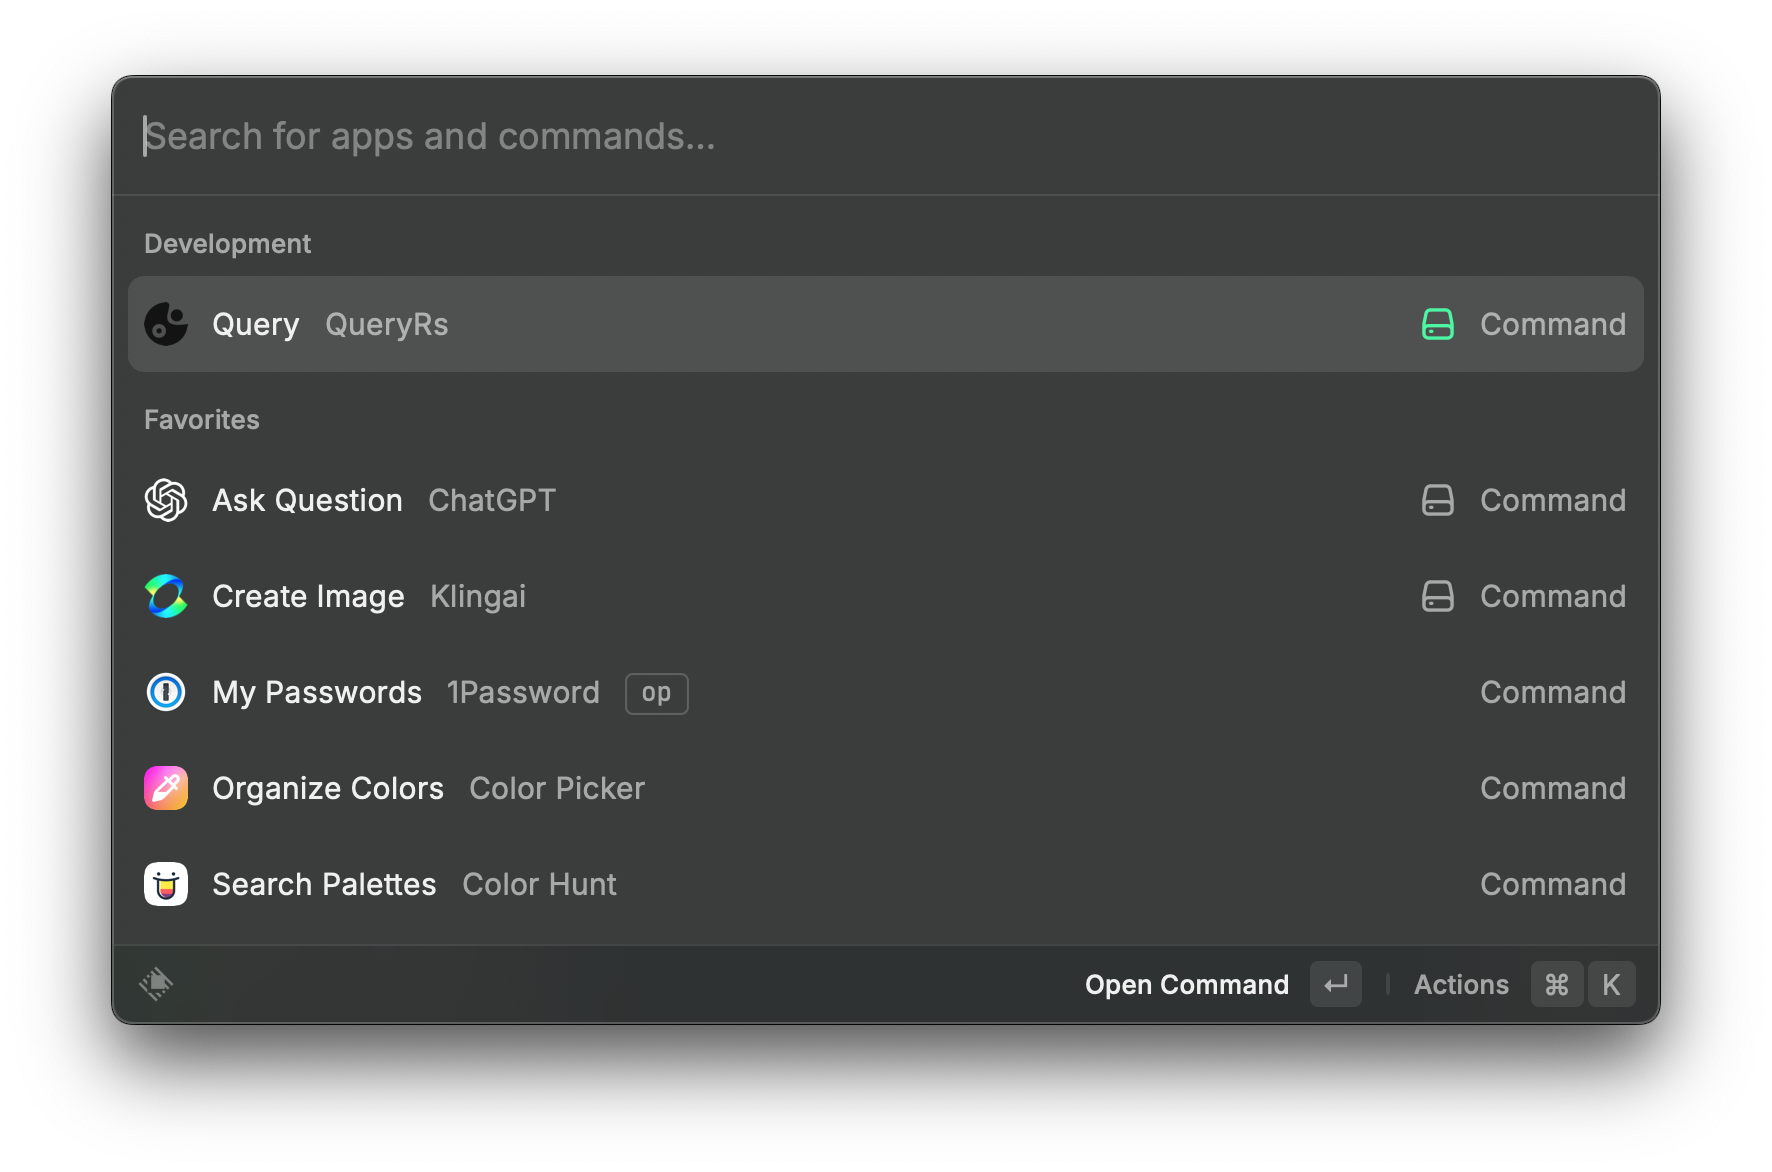 Search for apps and commands...
Development
Query QueryRs Command
Favorites
Ask Question ChatGPT Command
Create Image Klingai Command
My Passwords 1Password op Command
Organize Colors Color Picker Command
Search Palettes Color Hunt Command
Open Command ↵ Actions ⌘ K